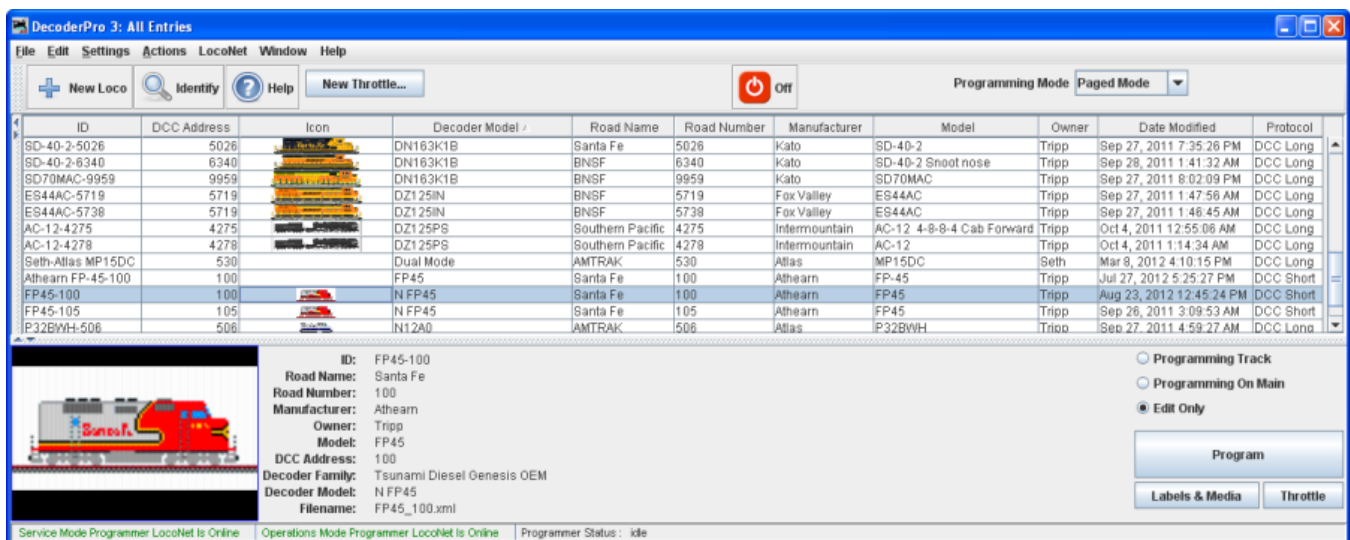 DecoderPro 3: All Entries
File Edit Settings Actions LocoNet Window Help
New Loco Identify Help New Throttle... Off Programming Mode Paged Mode
ID DCC Address Icon Decoder Model Road Name Road Number Manufacturer Model Owner Date Modified Protocol
SD-40-2-5026 5026 DN163K1B Santa Fe 5026 Kato SD-40-2 Tripp Sep 27, 2011 7:35:26 PM DCC Long
SD-40-2-6340 6340 DN163K1B BNSF 6340 Kato SD-40-2 Snoot nose Tripp Sep 28, 2011 1:41:32 AM DCC Long
SD70MAC-9959 9959 DN163K1B BNSF 9959 Kato SD70MAC Tripp Sep 27, 2011 8:02:09 PM DCC Long
ES44AC-5719 5719 DZ125IN BNSF 5719 Fox Valley ES44AC Tripp Sep 27, 2011 1:47:56 AM DCC Long
ES44AC-5738 5719 DZ125IN BNSF 5738 Fox Valley ES44AC Tripp Sep 27, 2011 1:46:45 AM DCC Long
AC-12-4275 4275 DZ125PS Southern Pacific 4275 Intermountain AC-12 4-8-8-4 Cab Forward Tripp Oct 4, 2011 12:55:06 AM DCC Long
AC-12-4278 4278 DZ125PS Southern Pacific 4278 Intermountain AC-12 Tripp Oct 4, 2011 1:14:34 AM DCC Long
Seth-Atlas MP15DC 530 Dual Mode AMTRAK 530 Atlas MP15DC Seth Mar 8, 2012 4:10:15 PM DCC Long
Athearn FP-45-100 100 FP45 Santa Fe 100 Athearn FP-45 Tripp Jul 27, 2012 5:25:27 PM DCC Short
FP45-100 100 N FP45 Santa Fe 100 Athearn FP45 Tripp Aug 23, 2012 12:45:24 PM DCC Short
FP45-105 105 N FP45 Santa Fe 105 Athearn FP45 Tripp Sep 26, 2011 3:09:53 AM DCC Short
P32BWH-506 506 N12A0 AMTRAK 506 Atlas P32BWH Tripp Sep 27, 2011 4:59:27 AM DCC Long
ID: FP45-100
Road Name: Santa Fe
Road Number: 100
Manufacturer: Athearn
Owner: Tripp
Model: FP45
DCC Address: 100
Decoder Family: Tsunami Diesel Genesis OEM
Decoder Model: N FP45
Filename: FP45_100.xml
Santa Fe
Programming Track
Programming On Main
Edit Only
Program
Labels & Media Throttle
Service Mode Programmer LocoNet Is Online Operations Mode Programmer LocoNet Is Online Programmer Status : idle